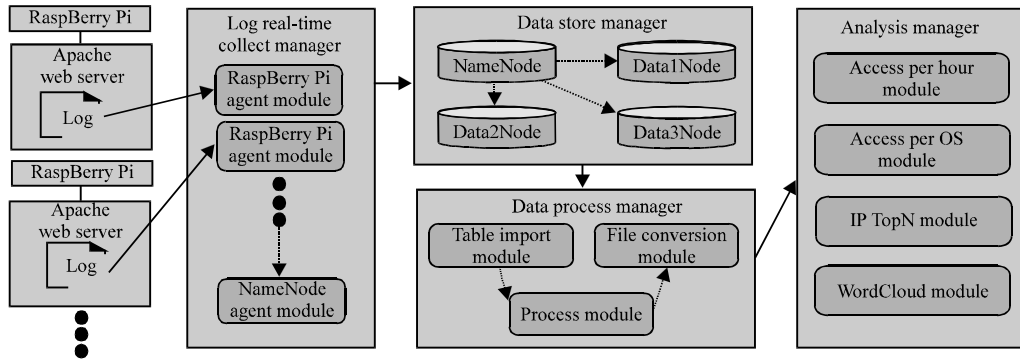 RaspBerry Pi
Apache
web server
Log
RaspBerry Pi
Apache
web server
Log
Log real-time
collect manager
RaspBerry Pi
agent module
RaspBerry Pi
agent module
NameNode
agent module
Data store manager
NameNode
Data1Node
Data2Node
Data3Node
Data process manager
Table import
module
File conversion
module
Process module
Analysis manager
Access per hour
module
Access per OS
module
IP TopN module
WordCloud module